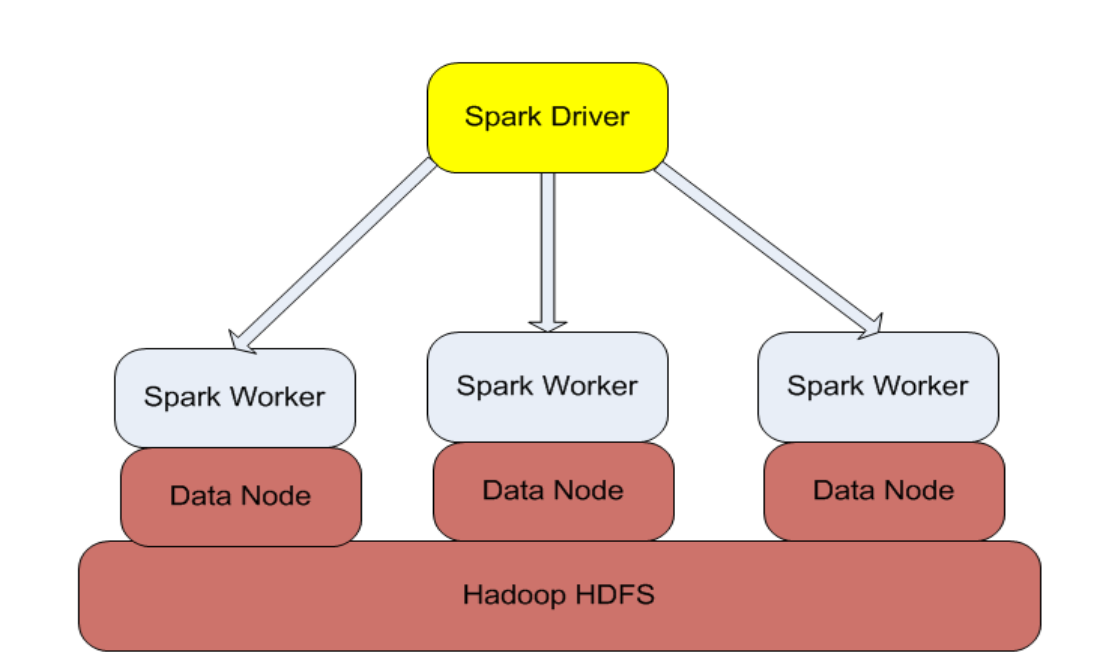 Spark Driver
Spark Worker
Spark Worker
Spark Worker
Data Node
Data Node
Data Node
Hadoop HDFS